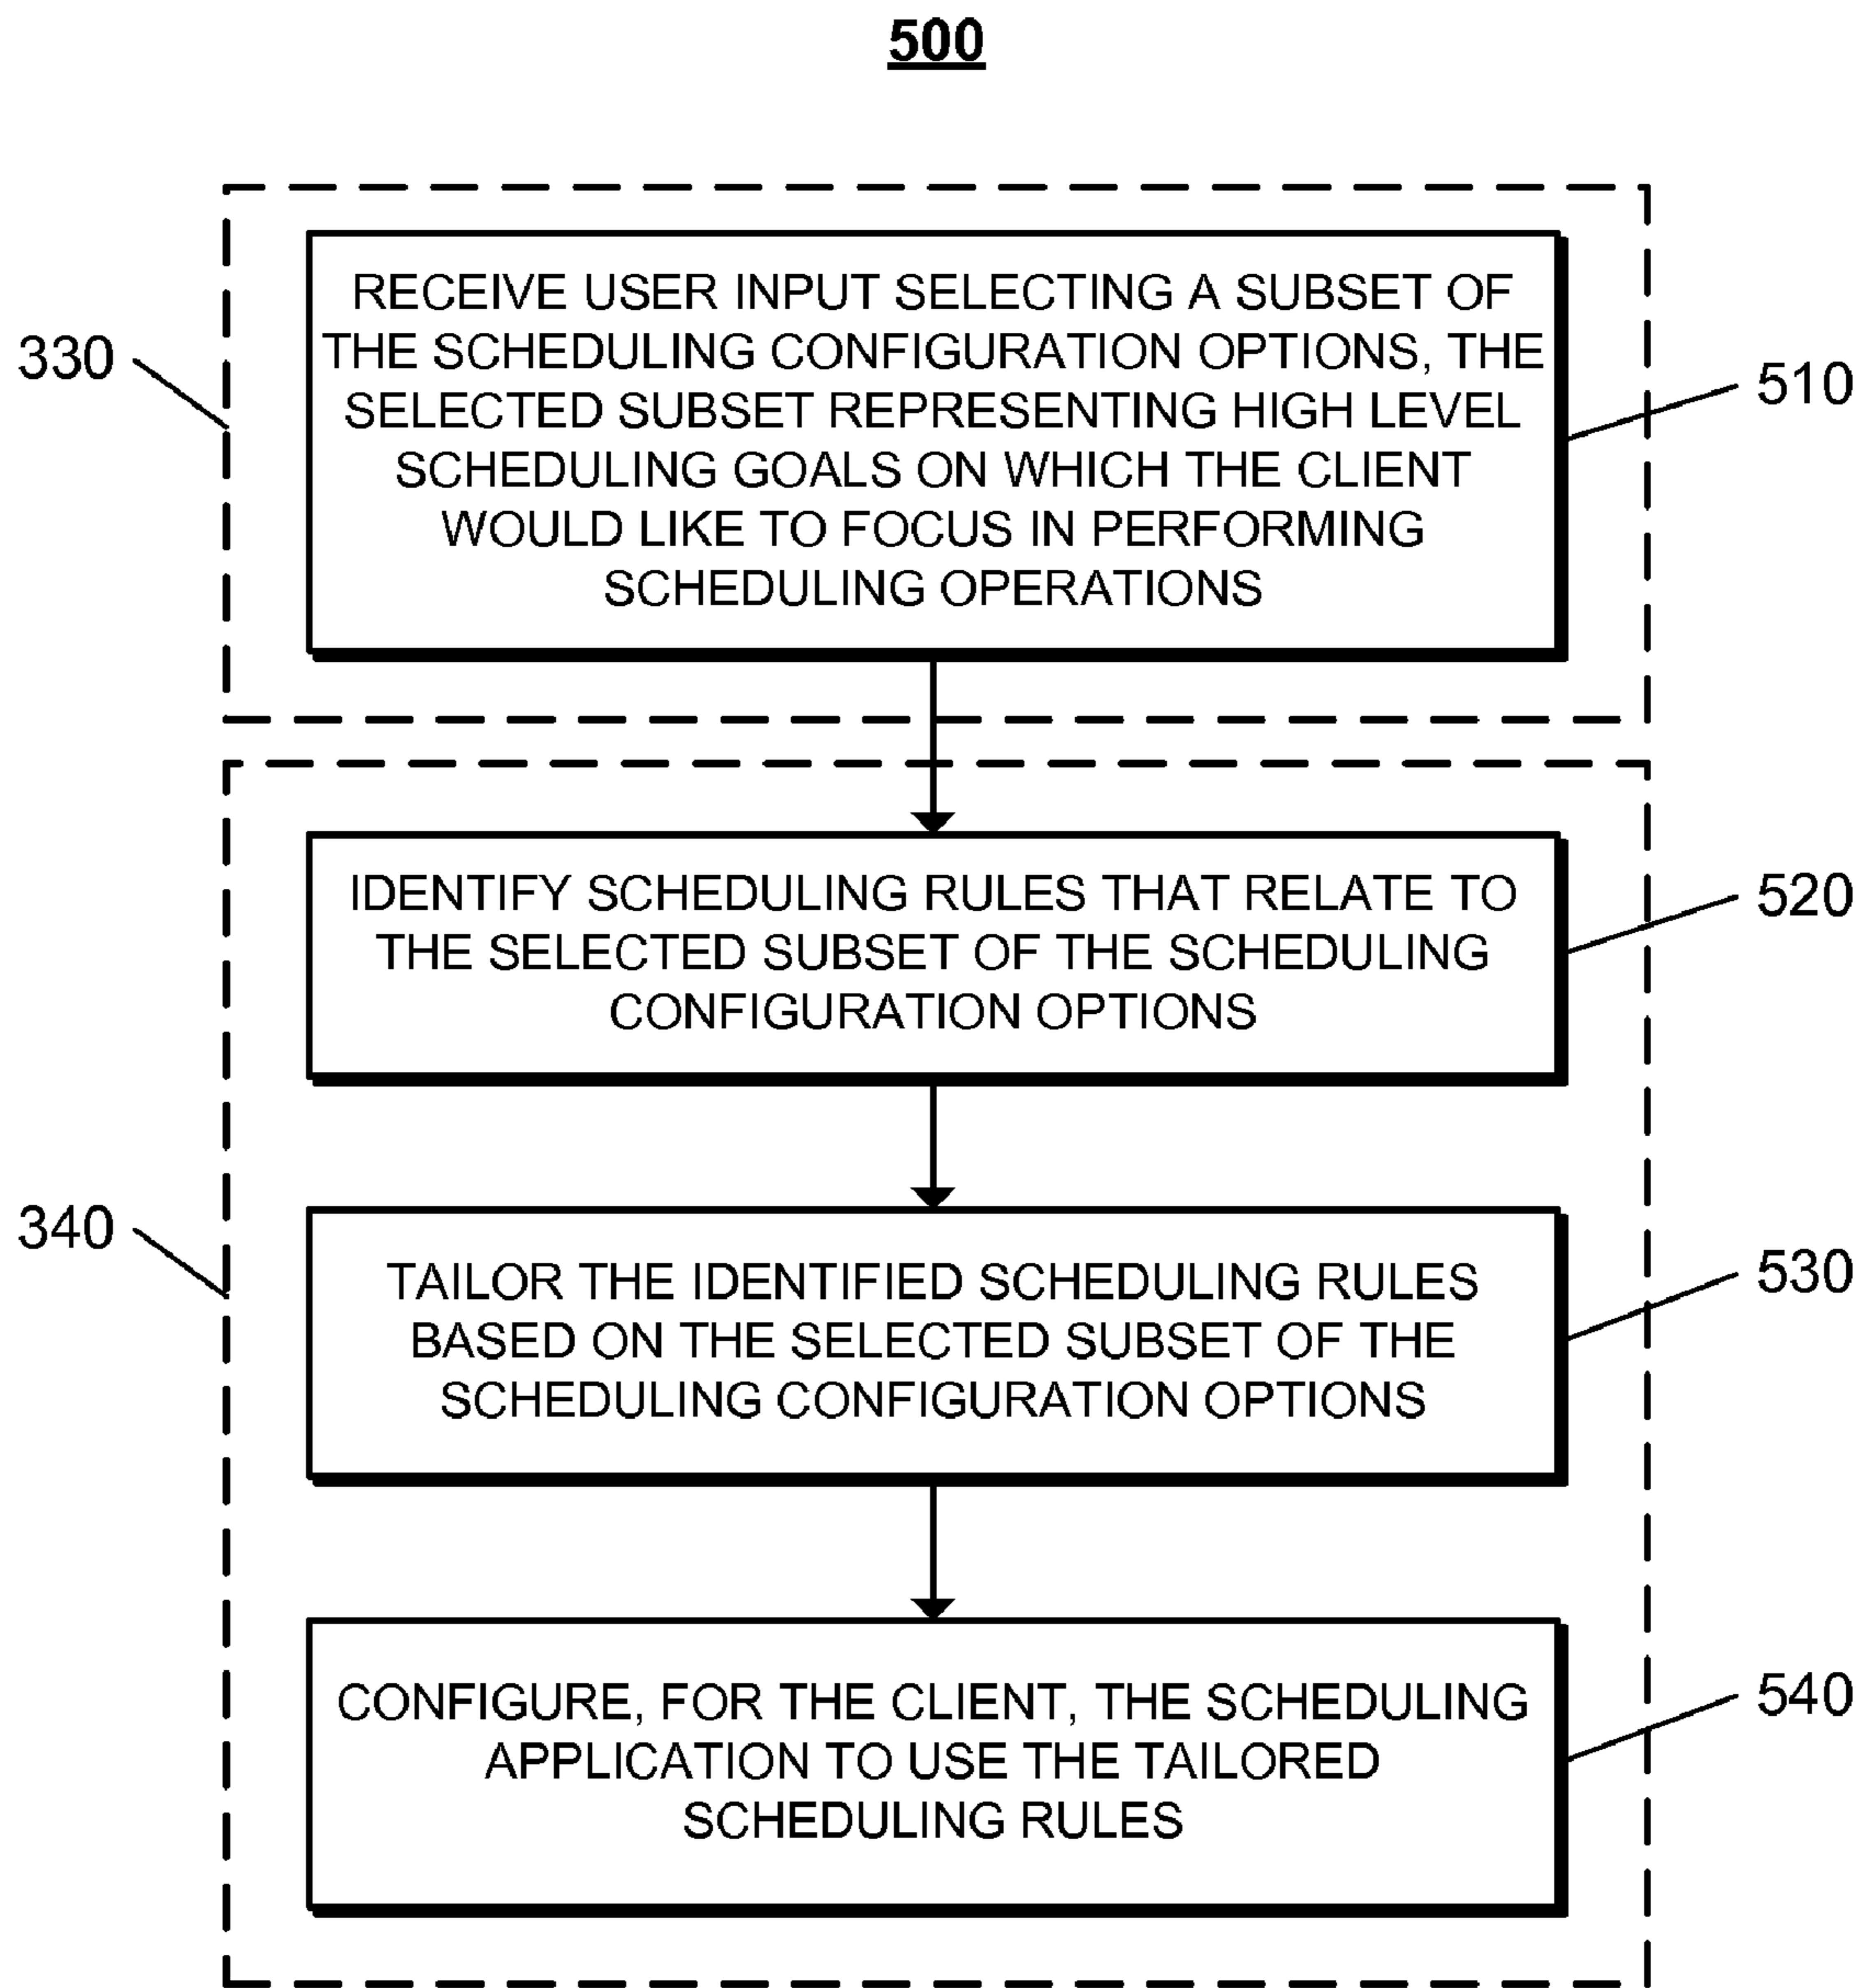 500
330
RECEIVE USER INPUT SELECTING A SUBSET OF
THE SCHEDULING CONFIGURATION OPTIONS, THE
SELECTED SUBSET REPRESENTING HIGH LEVEL
SCHEDULING GOALS ON WHICH THE CLIENT
WOULD LIKE TO FOCUS IN PERFORMING
SCHEDULING OPERATIONS
510
IDENTIFY SCHEDULING RULES THAT RELATE TO
THE SELECTED SUBSET OF THE SCHEDULING
CONFIGURATION OPTIONS
520
340
TAILOR THE IDENTIFIED SCHEDULING RULES
BASED ON THE SELECTED SUBSET OF THE
SCHEDULING CONFIGURATION OPTIONS
530
CONFIGURE, FOR THE CLIENT, THE SCHEDULING
APPLICATION TO USE THE TAILORED
SCHEDULING RULES
540